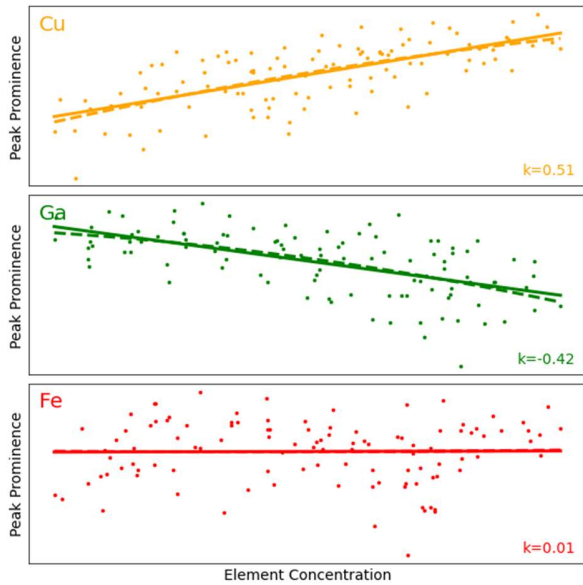 Cu
Peak Prominence
k=0.51
Ga
Peak Prominence
k=-0.42
Fe
Peak Prominence
k=0.01
Element Concentration